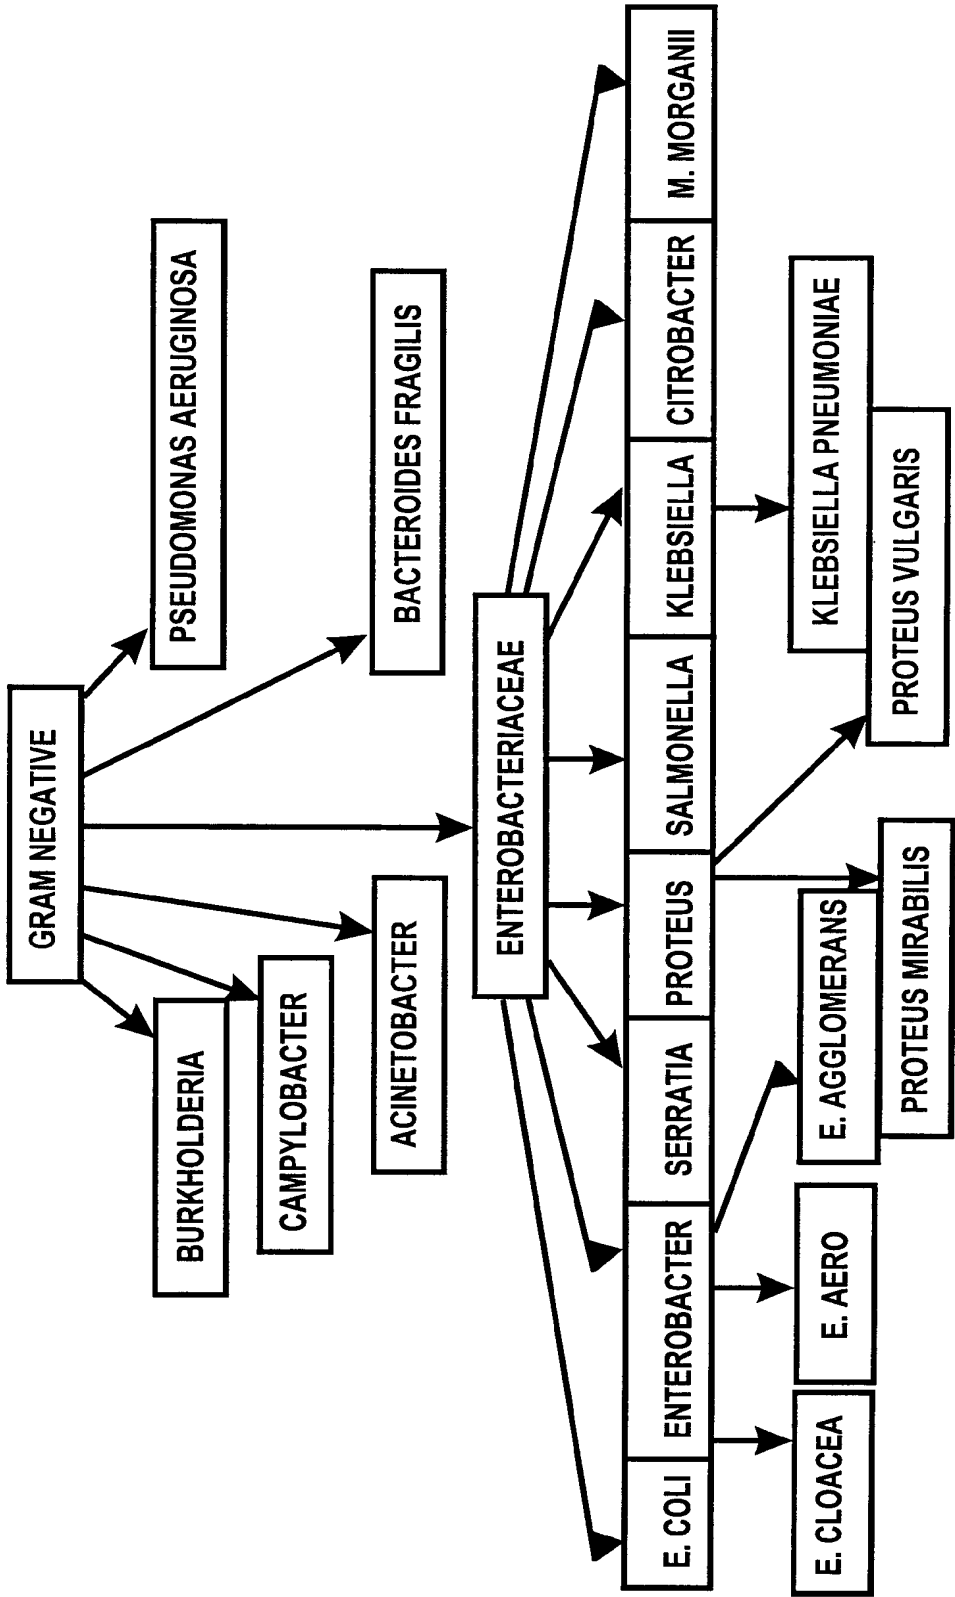 GRAM NEGATIVE
BURKHOLDERIA
PSEUDOMONAS AERUGINOSA
CAMPYLOBACTER
ACINETOBACTER
BACTEROIDES FRAGILIS
ENTEROBACTERIACEAE
E. COLI
ENTEROBACTER
SERRATIA
PROTEUS
SALMONELLA
KLEBSIELLA
CITROBACTER
M. MORGANII
E. CLOACEA
E. AERO
E. AGGLOMERANS
KLEBSIELLA PNEUMONIAE
PROTEUS MIRABILIS
PROTEUS VULGARIS